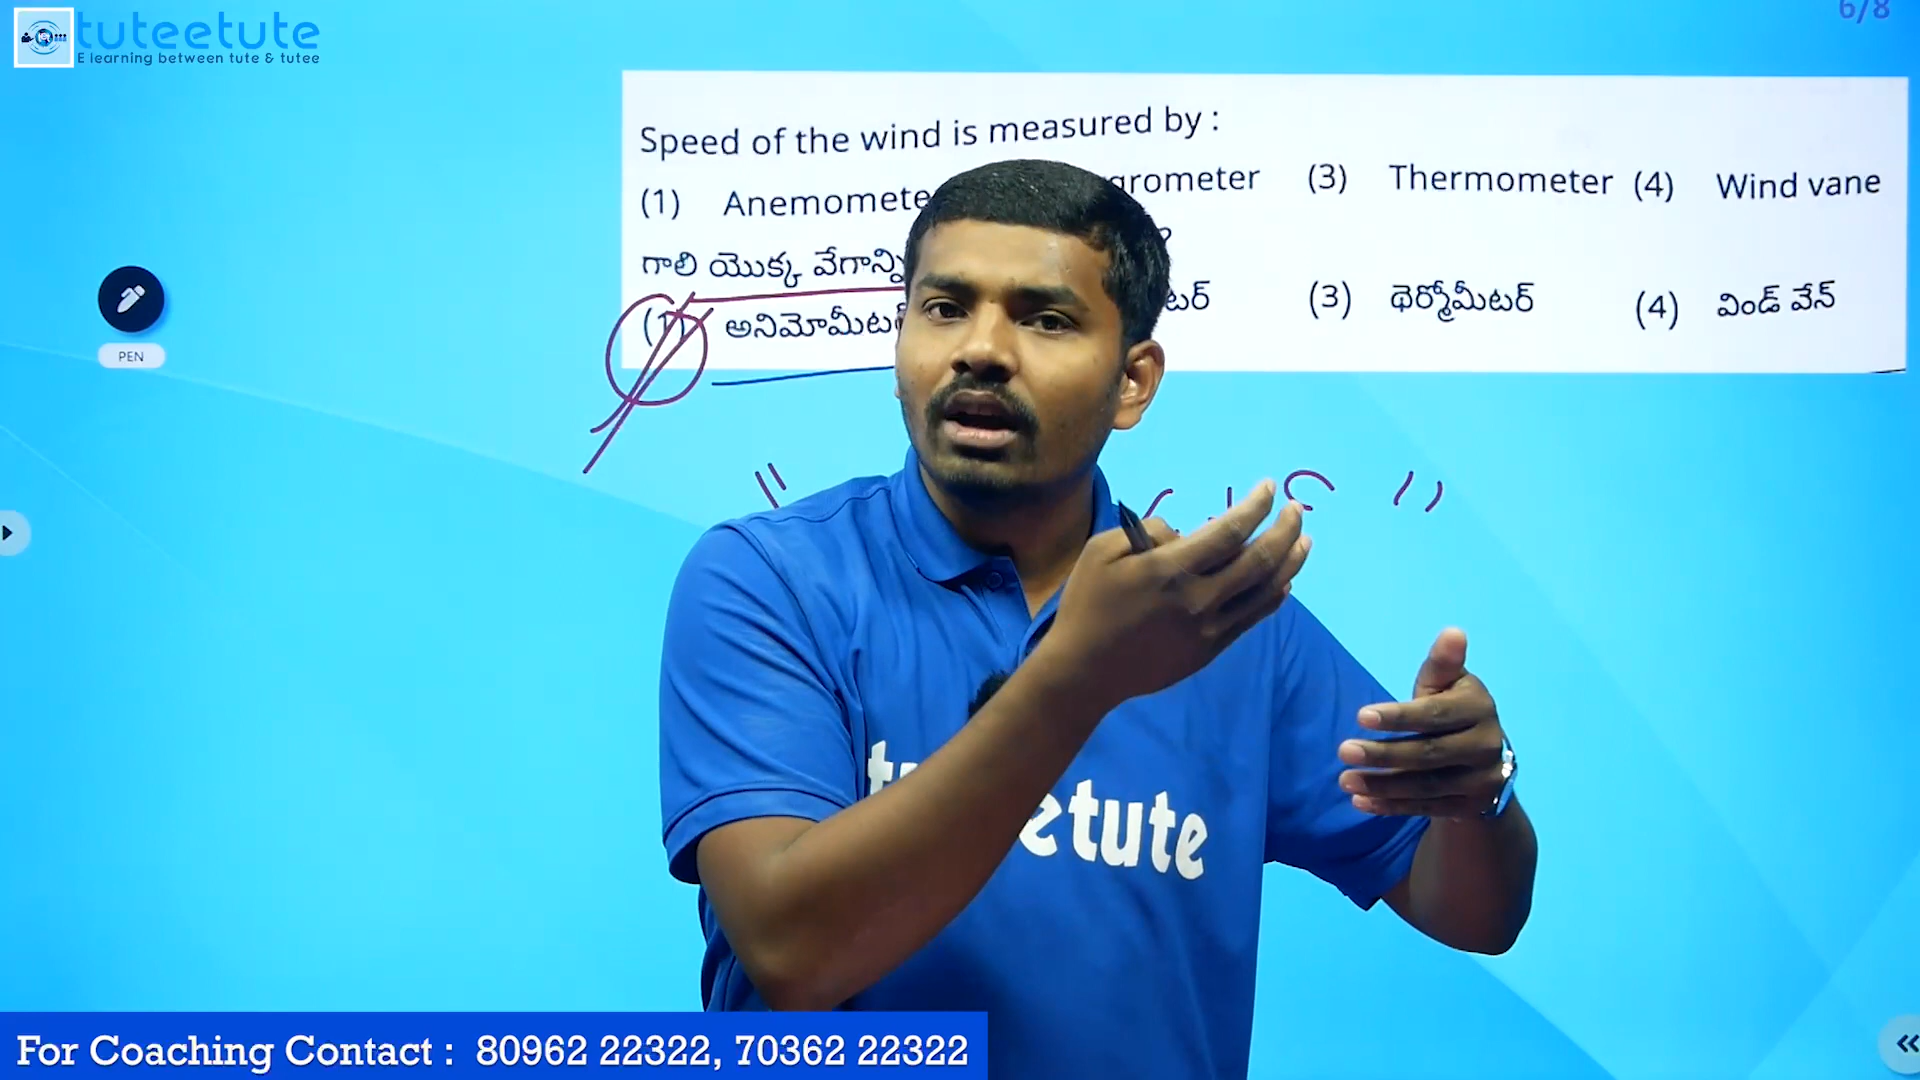 tuteetute
E learning between tute & tutee
6/8
Speed of the wind is measured by :
(1) Anemomete (3) Thermometer (4) Wind vane
గాలి యొక్క వేగాన్ని
(1) అనిమోమీటర్ (3) థెర్మోమీటర్ (4) విండ్ వేన్
PEN
etute
For Coaching Contact : 80962 22322, 70362 22322